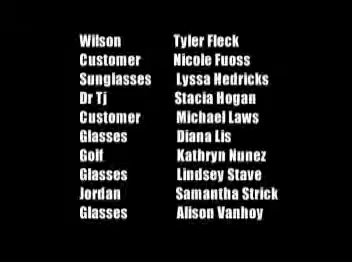 Wilson Tyler Fleck
Customer Nicole Fuoss
Sunglasses Lyssa Hedricks
Dr Tj Stacia Hogan
Customer Michael Laws
Glasses Diana Lis
Golf Kathryn Nunez
Glasses Lindsey Stave
Jordan Samantha Strick
Glasses Alison Vanhoy